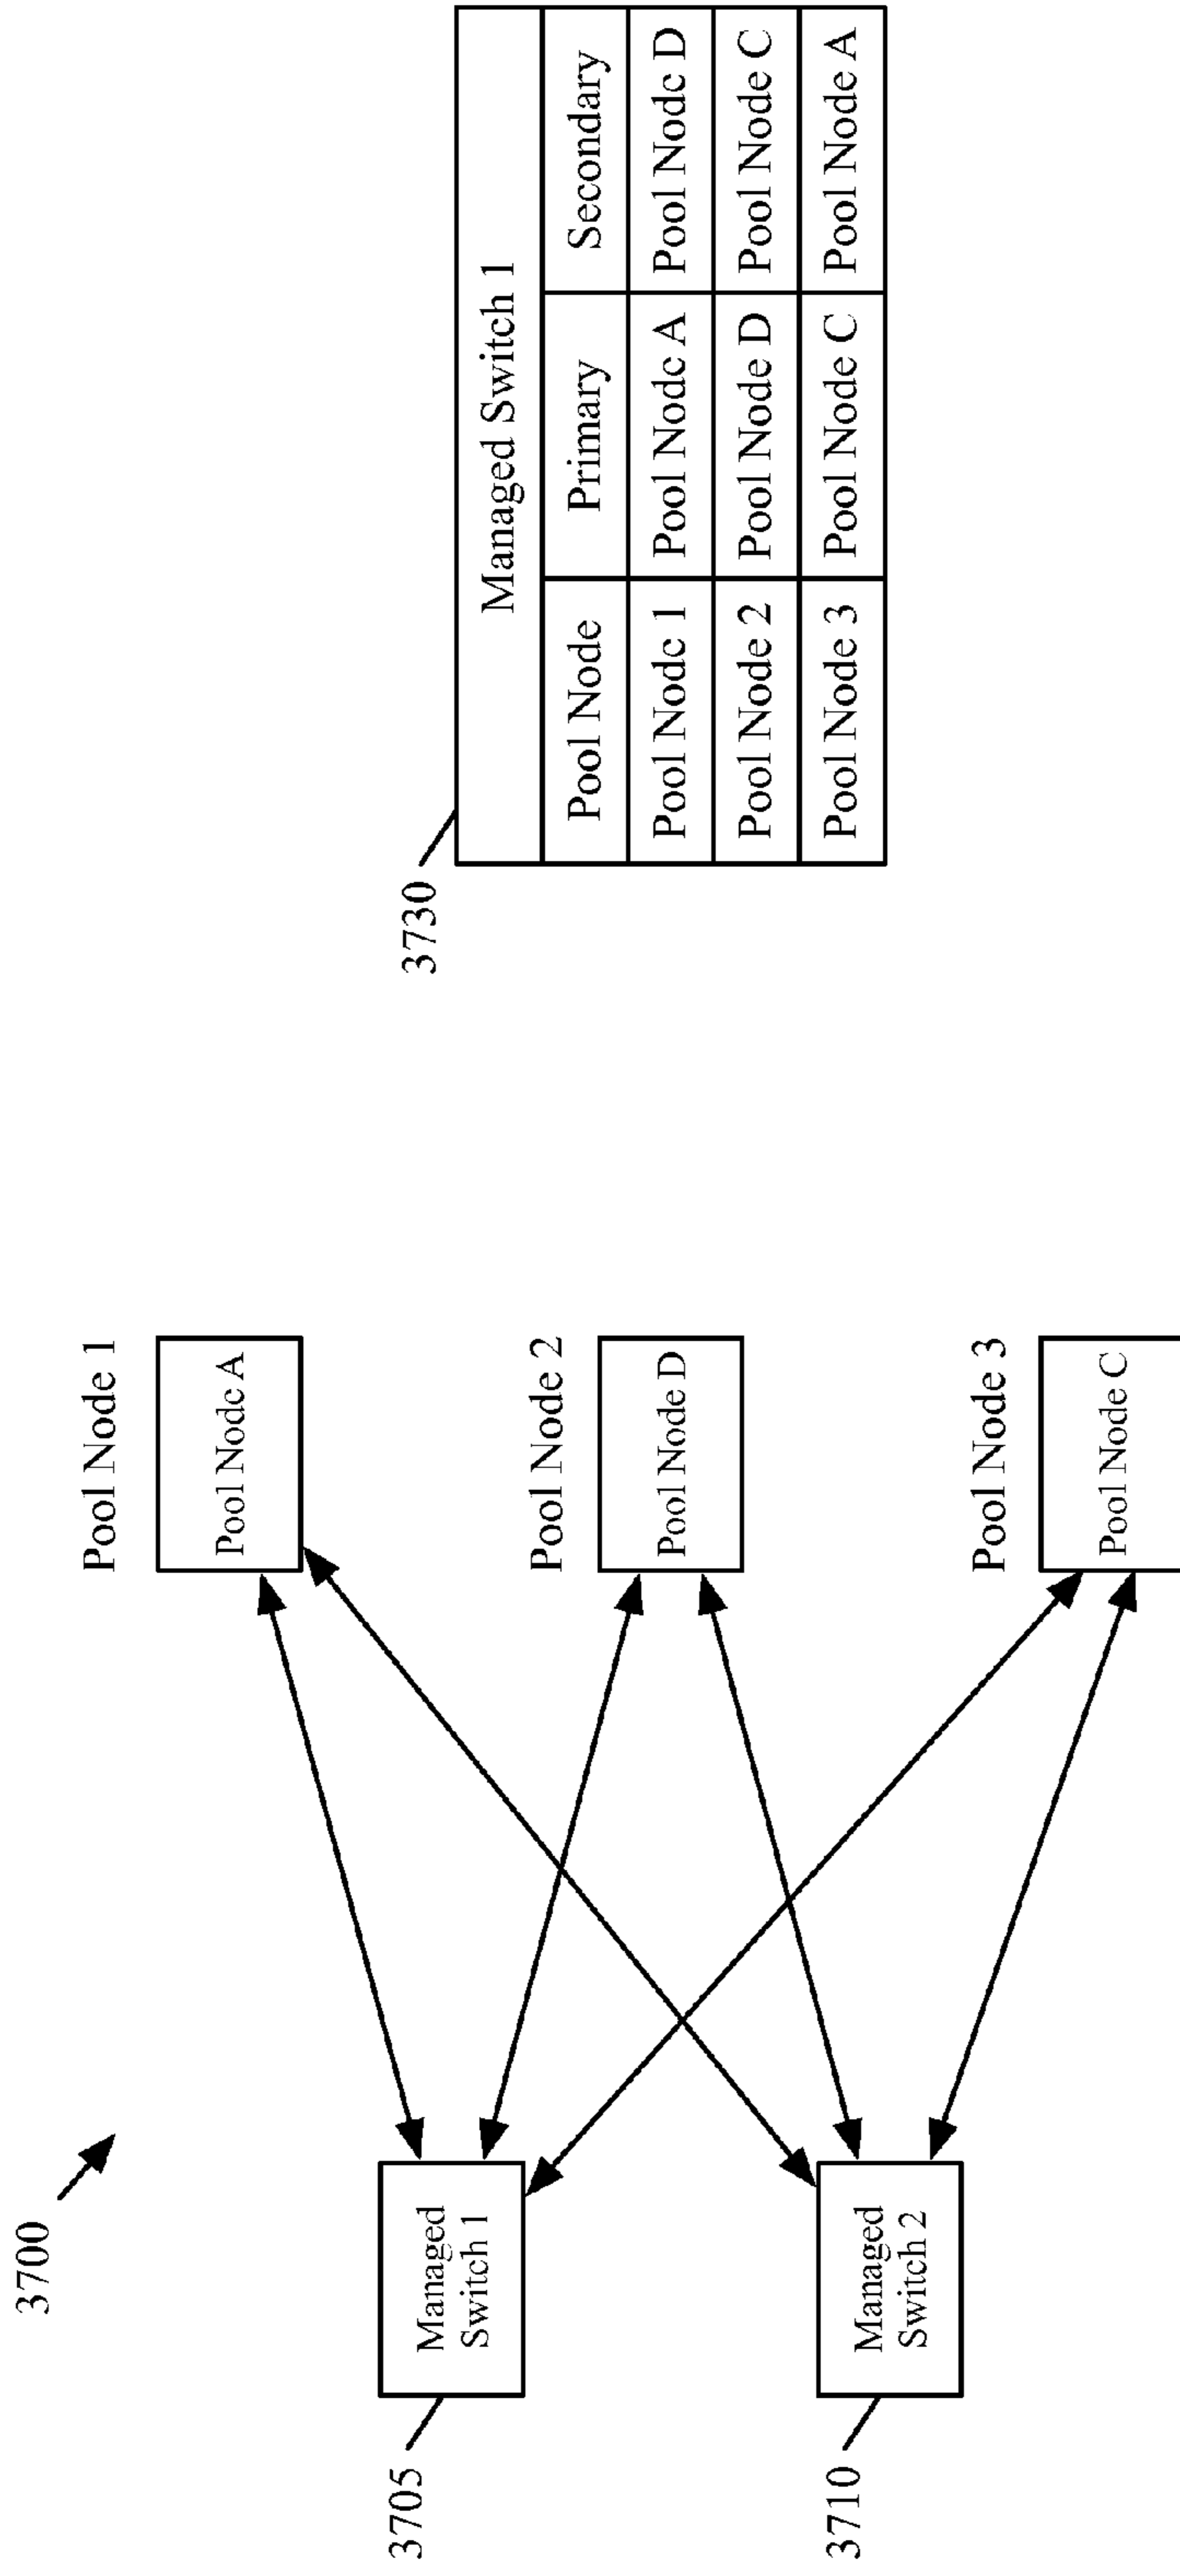 3700
3705
Managed
Switch 1
3710
Managed
Switch 2
Pool Node 1
Pool Node A
Pool Node 2
Pool Node D
Pool Node 3
Pool Node C
3730
Managed Switch 1
Pool Node Primary Secondary
Pool Node 1 Pool Node A Pool Node D
Pool Node 2 Pool Node D Pool Node C
Pool Node 3 Pool Node C Pool Node A